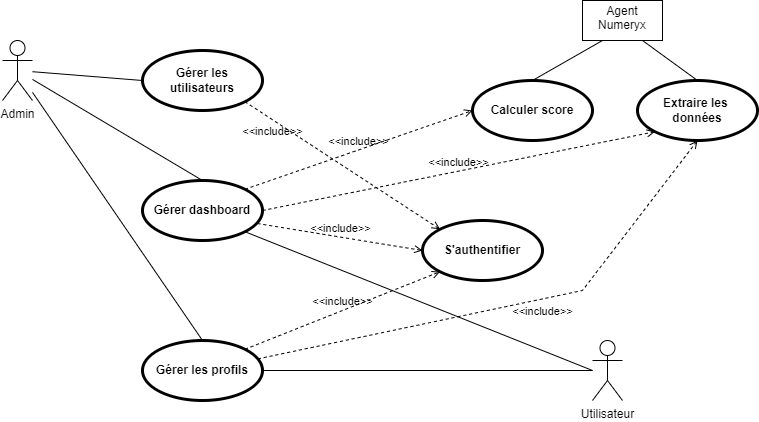 Agent
Numeryx
Admin
Gérer les
utilisateurs
Calculer score
Extraire les
données
<<include>>
<<include>>
<<include>>
Gérer dashboard
<<include>>
S'authentifier
<<include>>
<<include>>
Gérer les profils
Utilisateur